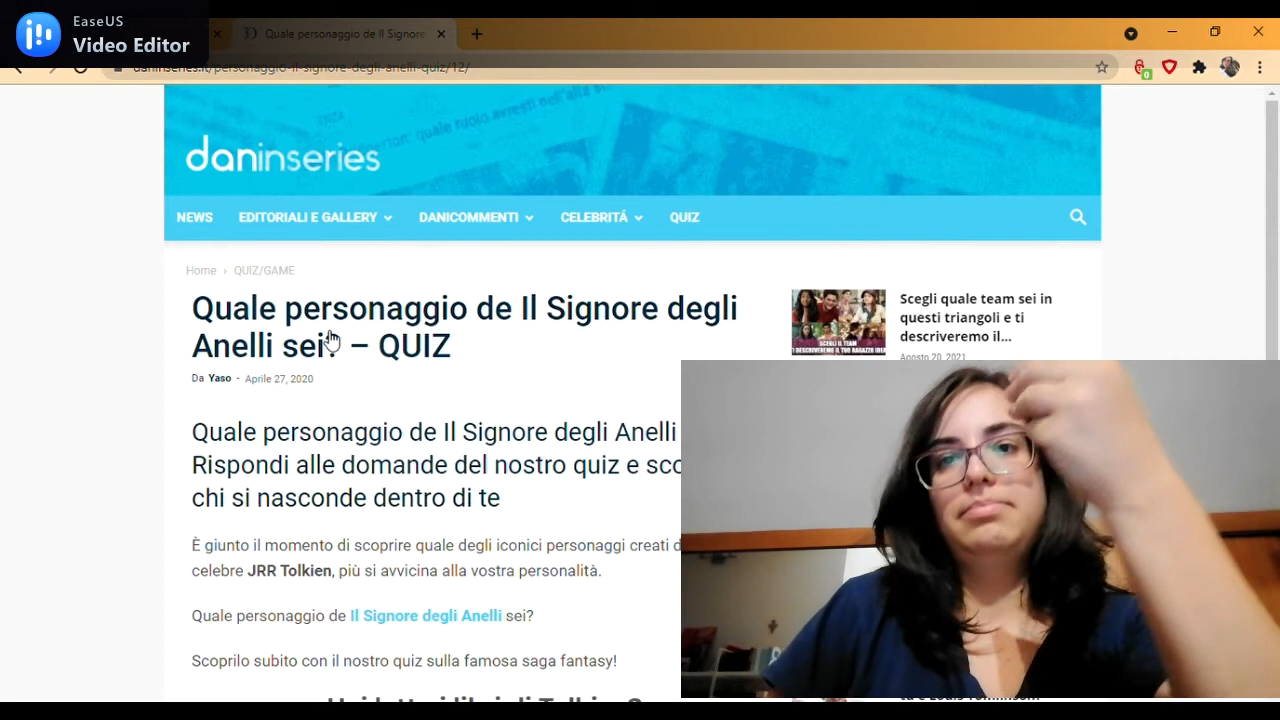 EaseUS
Video Editor
Quale personaggio de Il Signore
daninseries.it/personaggio-il-signore-degli-anelli-quiz/12/
0
daninseries
NEWS EDITORIALI E GALLERY DANICOMMENTI CELEBRITÁ QUIZ
Home › QUIZ/GAME
Quale personaggio de Il Signore degli
Anelli sei? – QUIZ
Da Yaso - Aprile 27, 2020
Scegli quale team sei in
questi triangoli e ti
descriveremo il...
Agosto 20, 2021
SCEGLI IL TEAM
Quale personaggio de Il Signore degli Anelli
Rispondi alle domande del nostro quiz e sco
chi si nasconde dentro di te
È giunto il momento di scoprire quale degli iconici personaggi creati d
celebre JRR Tolkien, più si avvicina alla vostra personalità.
Quale personaggio de Il Signore degli Anelli sei?
Scoprilo subito con il nostro quiz sulla famosa saga fantasy!